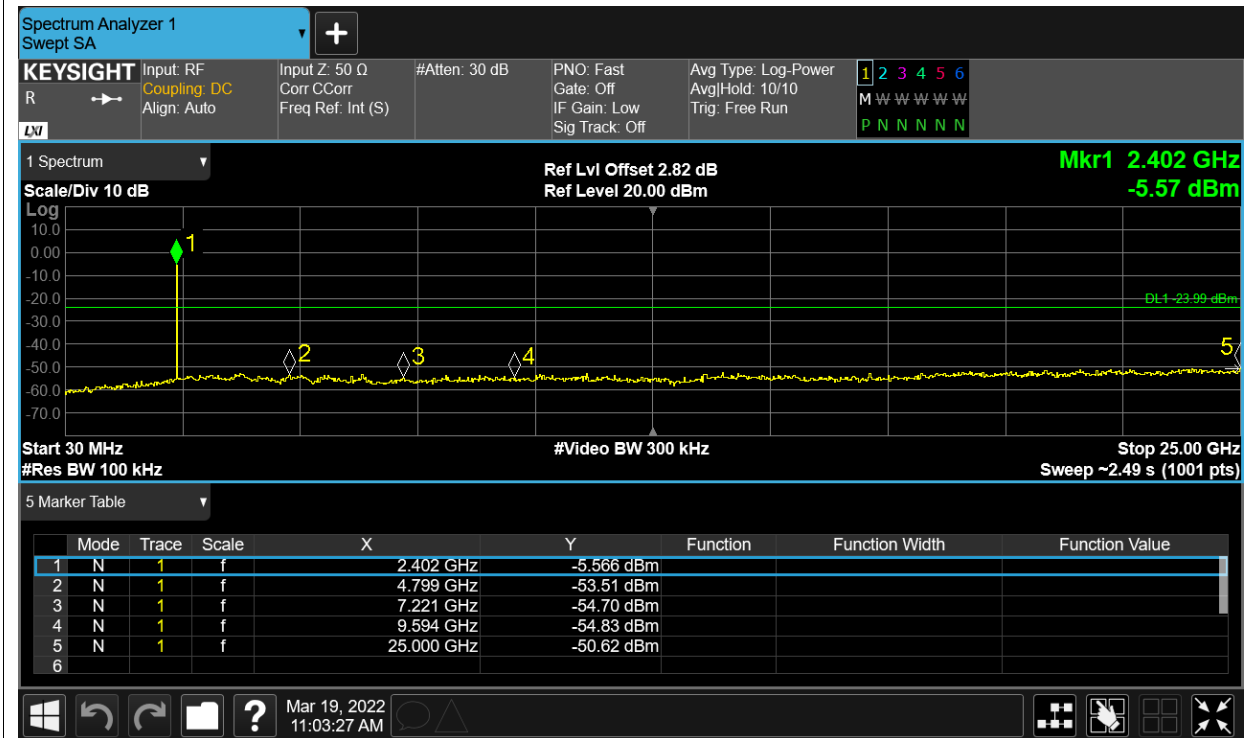 Spectrum Analyzer 1
Swept SA
+
KEYSIGHT
R
LXI
Input: RF
Coupling: DC
Align: Auto
Input Z: 50 Ω
Corr CCorr
Freq Ref: Int (S)
#Atten: 30 dB
PNO: Fast
Gate: Off
IF Gain: Low
Sig Track: Off
Avg Type: Log-Power
Avg|Hold: 10/10
Trig: Free Run
1 2 3 4 5 6
M W W W W W
P N N N N N
1 Spectrum
Scale/Div 10 dB
Ref Lvl Offset 2.82 dB
Ref Level 20.00 dBm
Mkr1 2.402 GHz
-5.57 dBm
Log
10.0
0.00
-10.0
-20.0
-30.0
-40.0
-50.0
-60.0
-70.0
1
2
3
4
5
DL1 -23.99 dBm
Start 30 MHz
#Res BW 100 kHz
#Video BW 300 kHz
Stop 25.00 GHz
Sweep ~2.49 s (1001 pts)
5 Marker Table
Mode Trace Scale X Y Function Function Width Function Value
1 N 1 f 2.402 GHz -5.566 dBm
2 N 1 f 4.799 GHz -53.51 dBm
3 N 1 f 7.221 GHz -54.70 dBm
4 N 1 f 9.594 GHz -54.83 dBm
5 N 1 f 25.000 GHz -50.62 dBm
6
?
Mar 19, 2022
11:03:27 AM